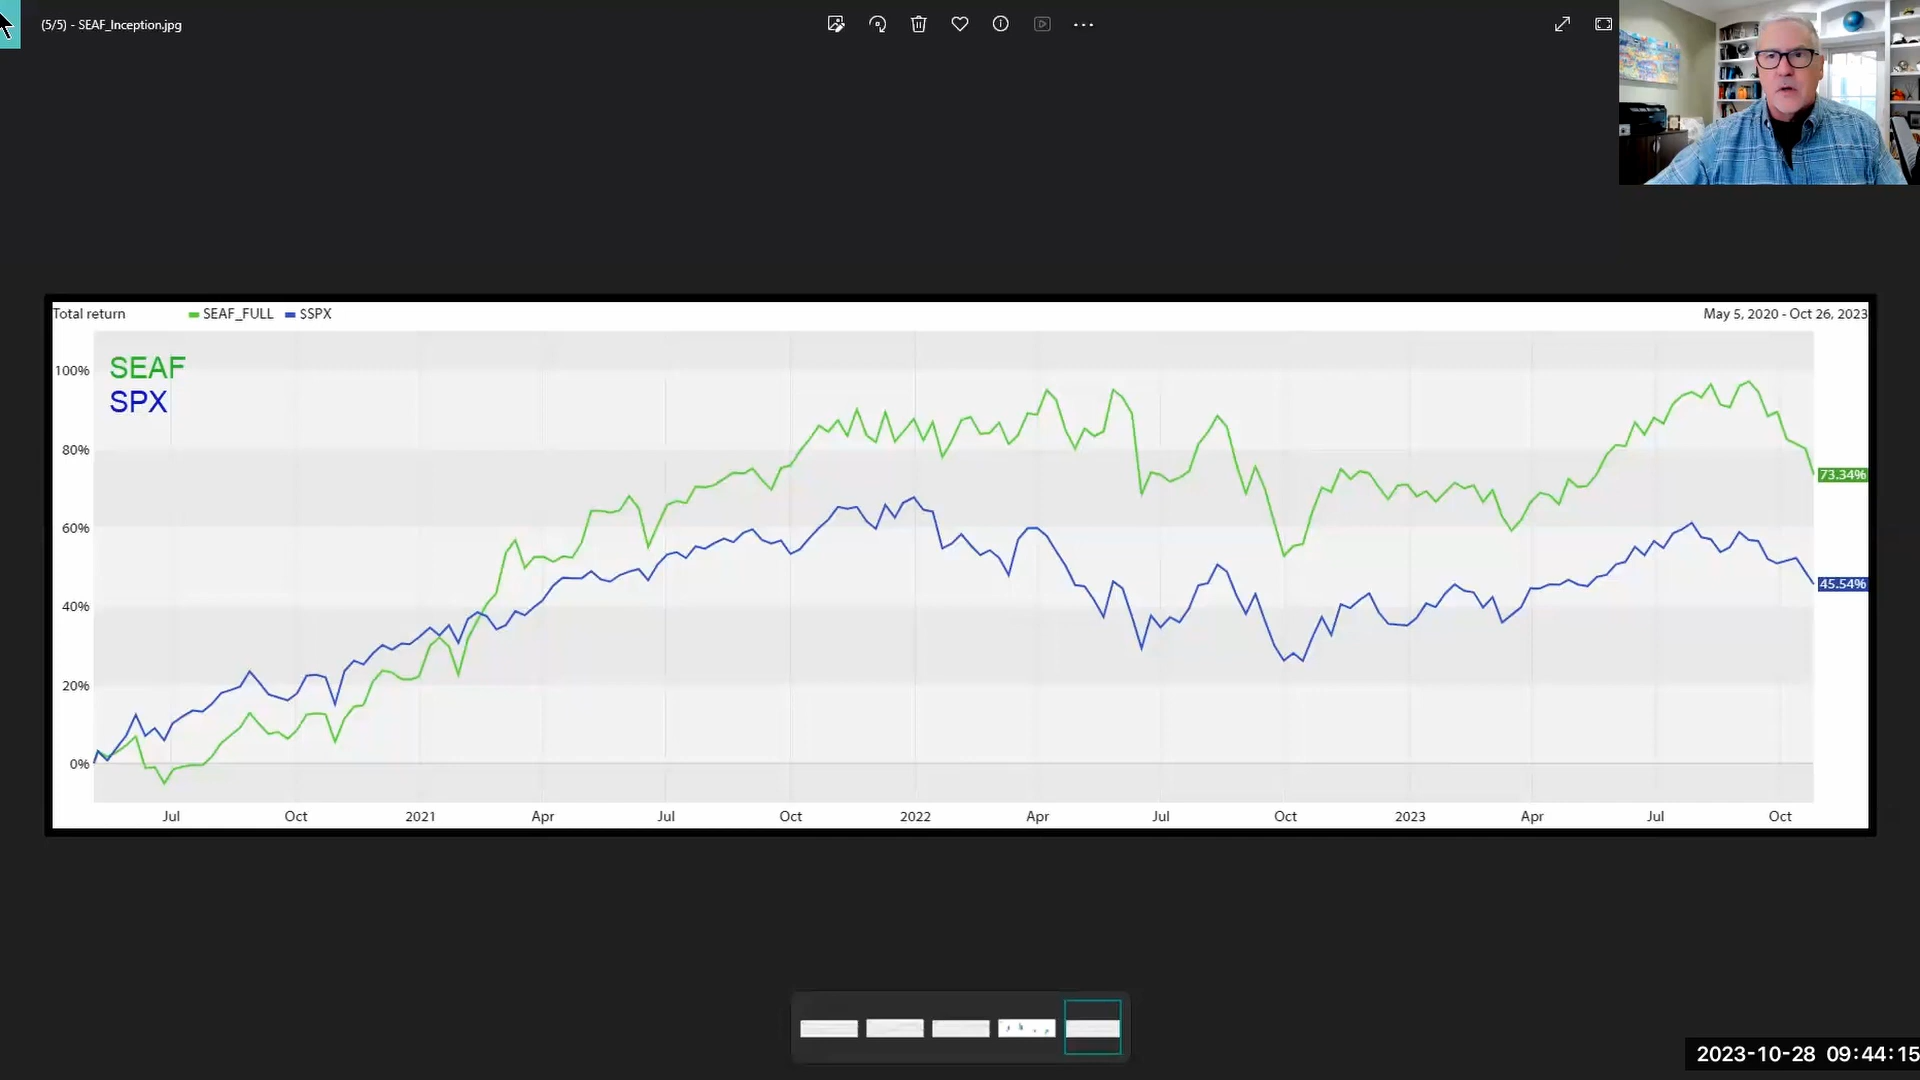 (5/5) - SEAF_Inception.jpg
Total return SEAF_FULL $SPX May 5, 2020 - Oct 26, 2023
SEAF
SPX
100%
80%
60%
40%
20%
0%
73.34%
45.54%
Jul Oct 2021 Apr Jul Oct 2022 Apr Jul Oct 2023 Apr Jul Oct
2023-10-28 09:44:15